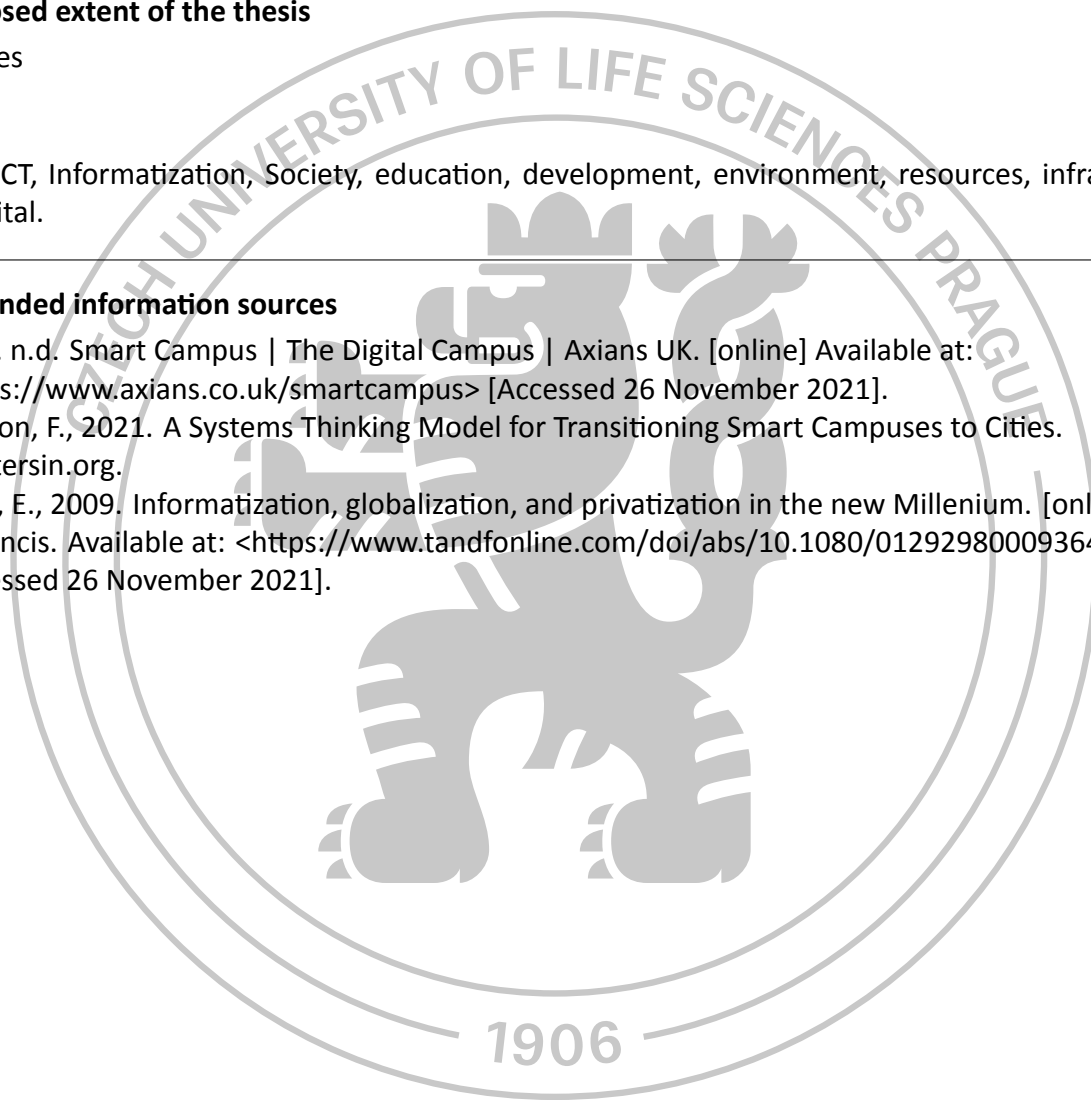 osed extent of the thesis
es
CZECH UNIVERSITY OF LIFE SCIENCES PRAGUE
CT, Informatization, Society, education, development, environment, resources, infra
ital.
nded information sources
. n.d. Smart Campus | The Digital Campus | Axians UK. [online] Available at:
s://www.axians.co.uk/smartcampus> [Accessed 26 November 2021].
on, F., 2021. A Systems Thinking Model for Transitioning Smart Campuses to Cities.
tersin.org.
, E., 2009. Informatization, globalization, and privatization in the new Millenium. [onl
ncis. Available at: <https://www.tandfonline.com/doi/abs/10.1080/01292980009364
ssed 26 November 2021].
1906